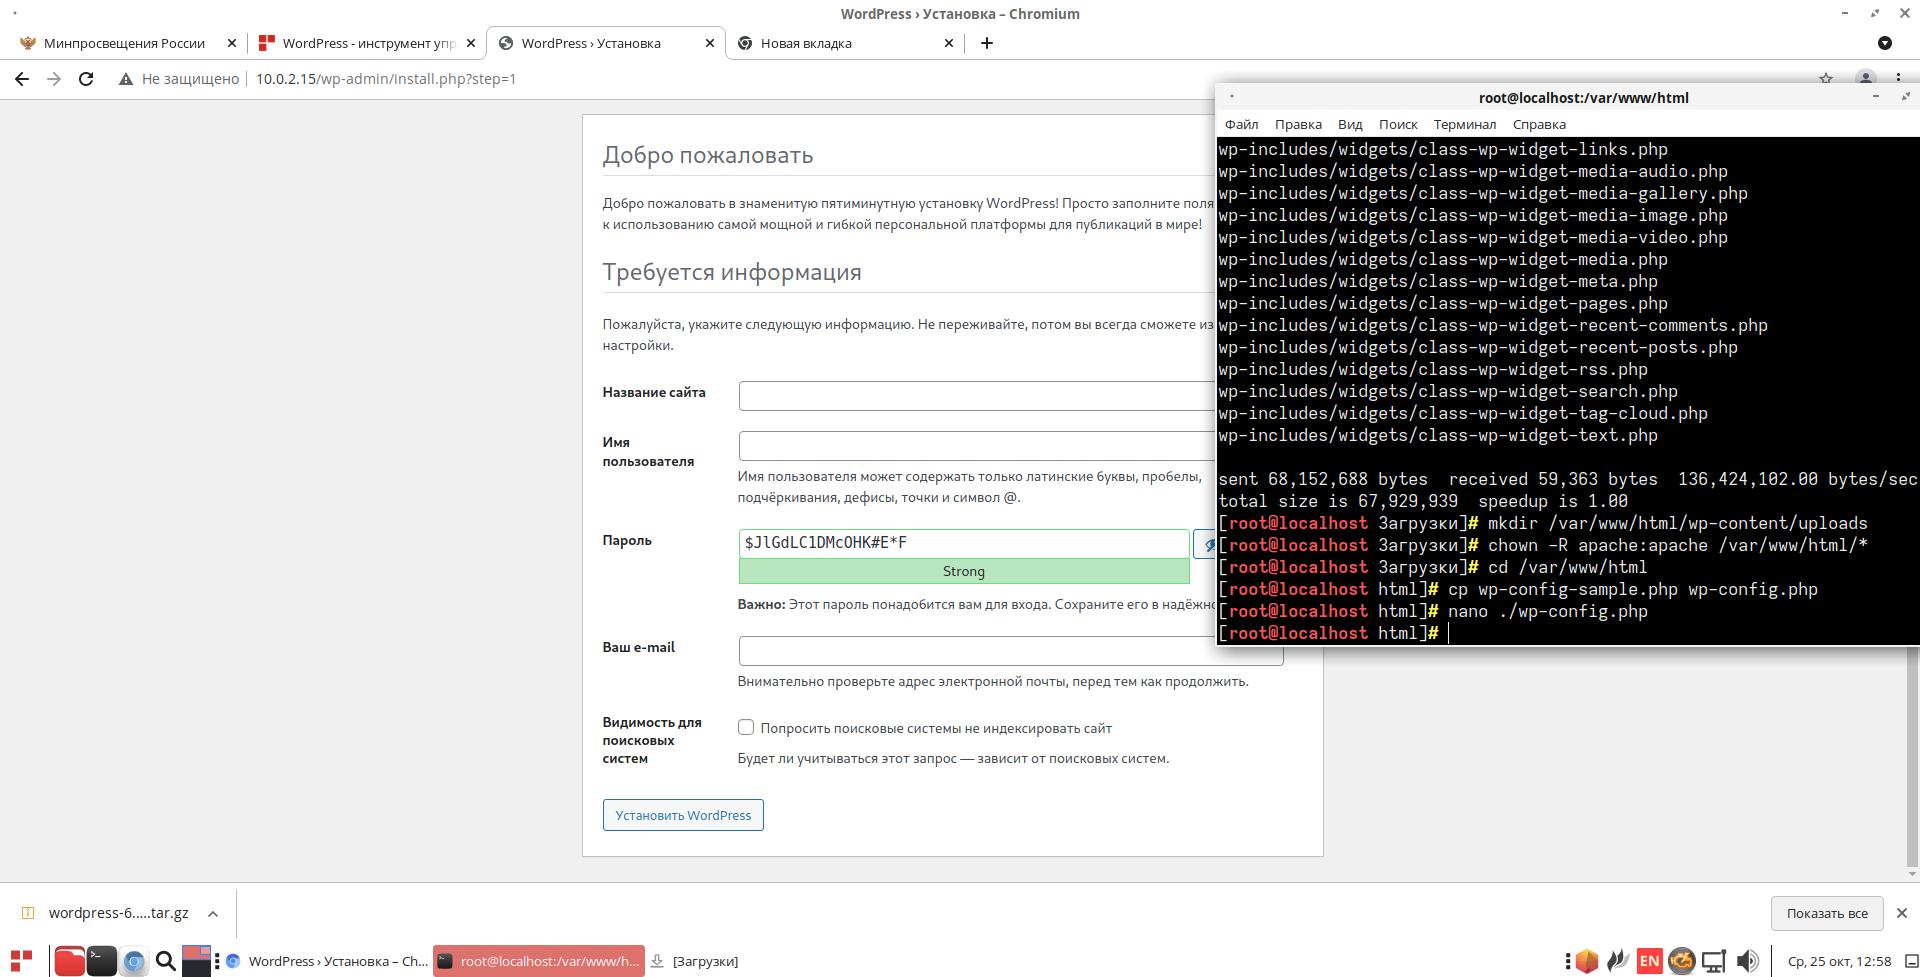 WordPress › Установка – Chromium
Минпросвещения России
WordPress - инструмент упр
WordPress › Установка
Новая вкладка
Не защищено
10.0.2.15/wp-admin/install.php?step=1
Добро пожаловать
Добро пожаловать в знаменитую пятиминутную установку WordPress! Просто заполните поля
к использованию самой мощной и гибкой персональной платформы для публикаций в мире!
Требуется информация
Пожалуйста, укажите следующую информацию. Не переживайте, потом вы всегда сможете из
настройки.
Название сайта
Имя
пользователя
Имя пользователя может содержать только латинские буквы, пробелы,
подчёркивания, дефисы, точки и символ @.
Пароль
$JlGdLC1DMcOHK#E*F
Strong
Важно: Этот пароль понадобится вам для входа. Сохраните его в надёжно
Ваш e-mail
Внимательно проверьте адрес электронной почты, перед тем как продолжить.
Видимость для
поисковых
систем
Попросить поисковые системы не индексировать сайт
Будет ли учитываться этот запрос — зависит от поисковых систем.
Установить WordPress
root@localhost:/var/www/html
Файл Правка Вид Поиск Терминал Справка
wp-includes/widgets/class-wp-widget-links.php
wp-includes/widgets/class-wp-widget-media-audio.php
wp-includes/widgets/class-wp-widget-media-gallery.php
wp-includes/widgets/class-wp-widget-media-image.php
wp-includes/widgets/class-wp-widget-media-video.php
wp-includes/widgets/class-wp-widget-media.php
wp-includes/widgets/class-wp-widget-meta.php
wp-includes/widgets/class-wp-widget-pages.php
wp-includes/widgets/class-wp-widget-recent-comments.php
wp-includes/widgets/class-wp-widget-recent-posts.php
wp-includes/widgets/class-wp-widget-rss.php
wp-includes/widgets/class-wp-widget-search.php
wp-includes/widgets/class-wp-widget-tag-cloud.php
wp-includes/widgets/class-wp-widget-text.php
sent 68,152,688 bytes  received 59,363 bytes  136,424,102.00 bytes/sec
total size is 67,929,939  speedup is 1.00
[root@localhost Загрузки]# mkdir /var/www/html/wp-content/uploads
[root@localhost Загрузки]# chown -R apache:apache /var/www/html/*
[root@localhost Загрузки]# cd /var/www/html
[root@localhost html]# cp wp-config-sample.php wp-config.php
[root@localhost html]# nano ./wp-config.php
[root@localhost html]#
wordpress-6.....tar.gz
Показать все
WordPress › Установка – Ch...
root@localhost:/var/www/h...
[Загрузки]
EN
Ср, 25 окт, 12:58